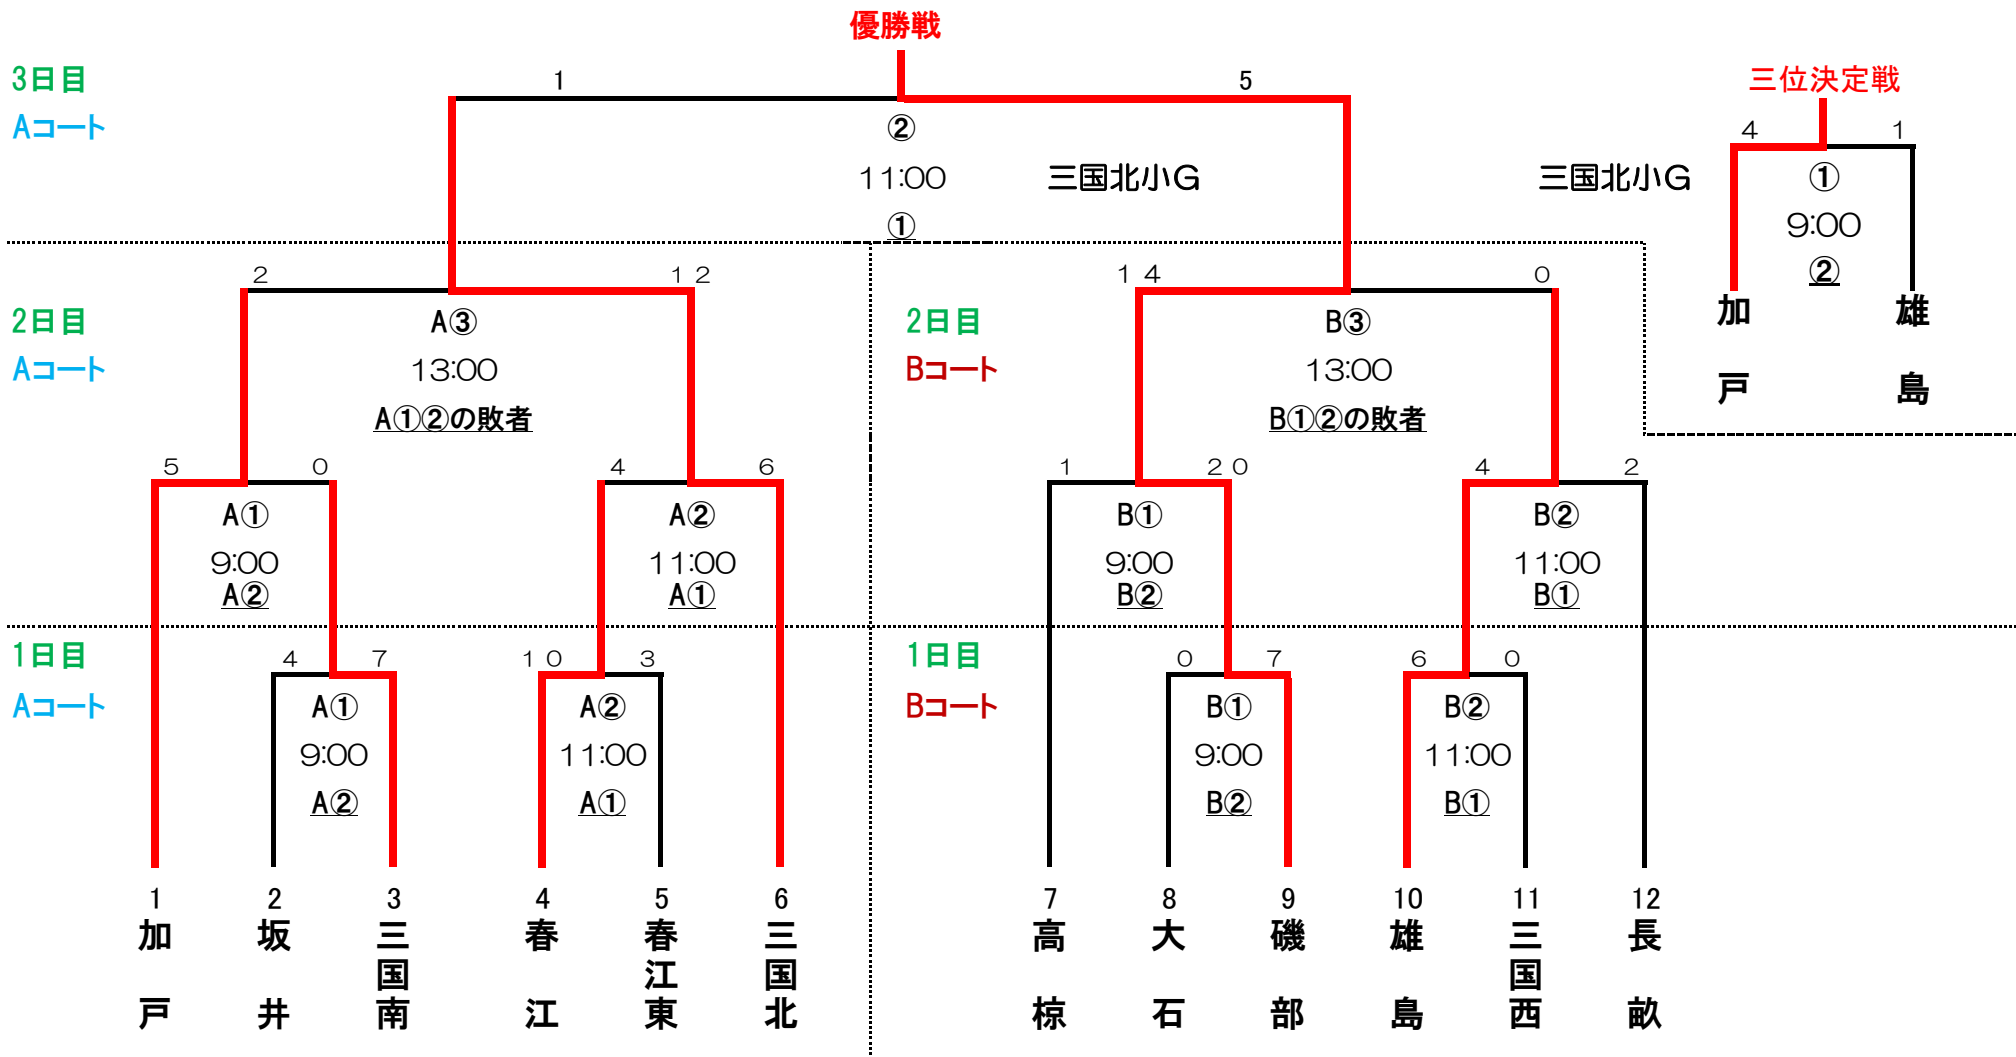 優勝戦
3日目
1
5
三位決定戦
Aコート
②
4
1
11:00
三国北小G
三国北小G
①
①
9:00
②
加戸
雄島
2
12
14
0
2日目
A③
2日目
B③
Aコート
13:00
Bコート
13:00
A①②の敗者
B①②の敗者
5
0
4
6
1
20
4
2
A①
A②
B①
B②
9:00
11:00
9:00
11:00
A②
A①
B②
B①
1日目
4
7
10
3
1日目
0
7
6
0
Aコート
A①
A②
Bコート
B①
B②
9:00
11:00
9:00
11:00
A②
A①
B②
B①
1
2
3
4
5
6
7
8
9
10
11
12
加戸
坂井
三国南
春江
春江東
三国北
高椋
大石
磯部
雄島
三国西
長畝